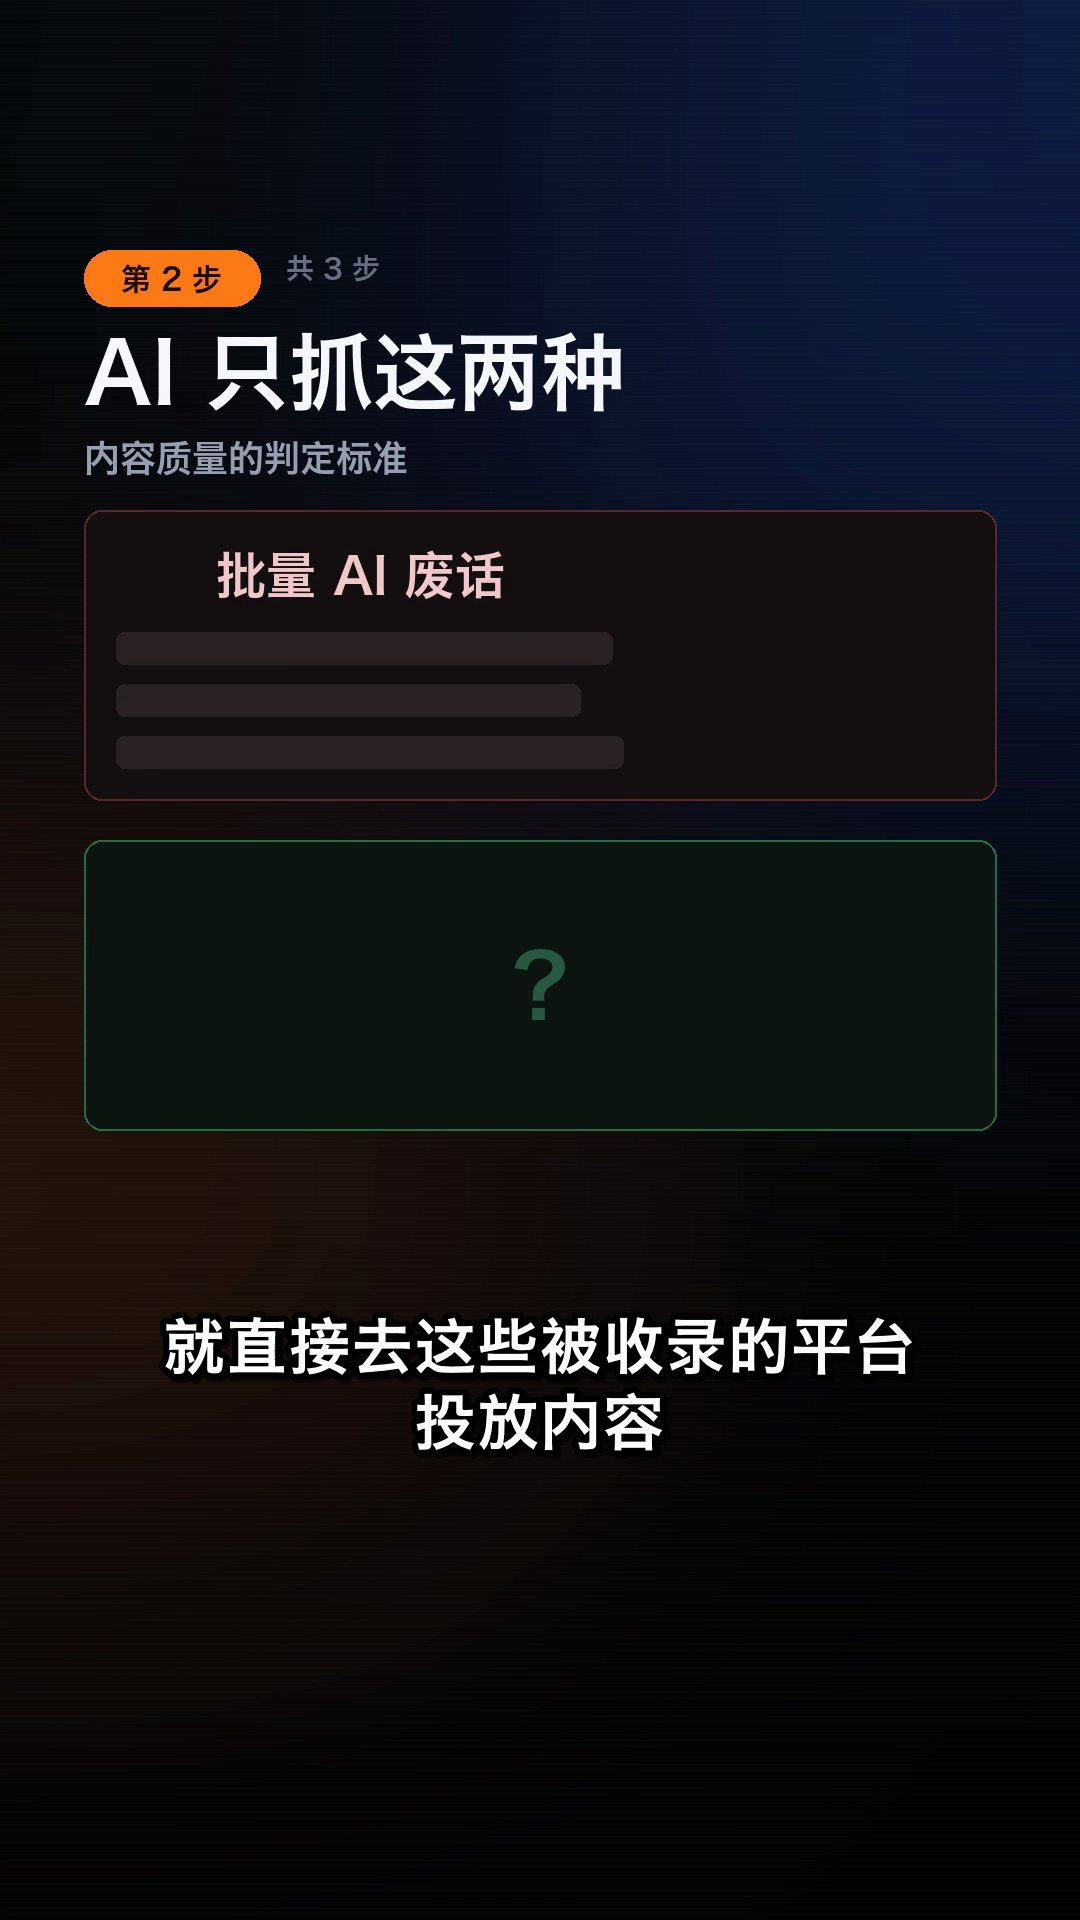 第 2 步
共 3 步
AI 只抓这两种
内容质量的判定标准
批量 AI 废话
?
就直接去这些被收录的平台
投放内容